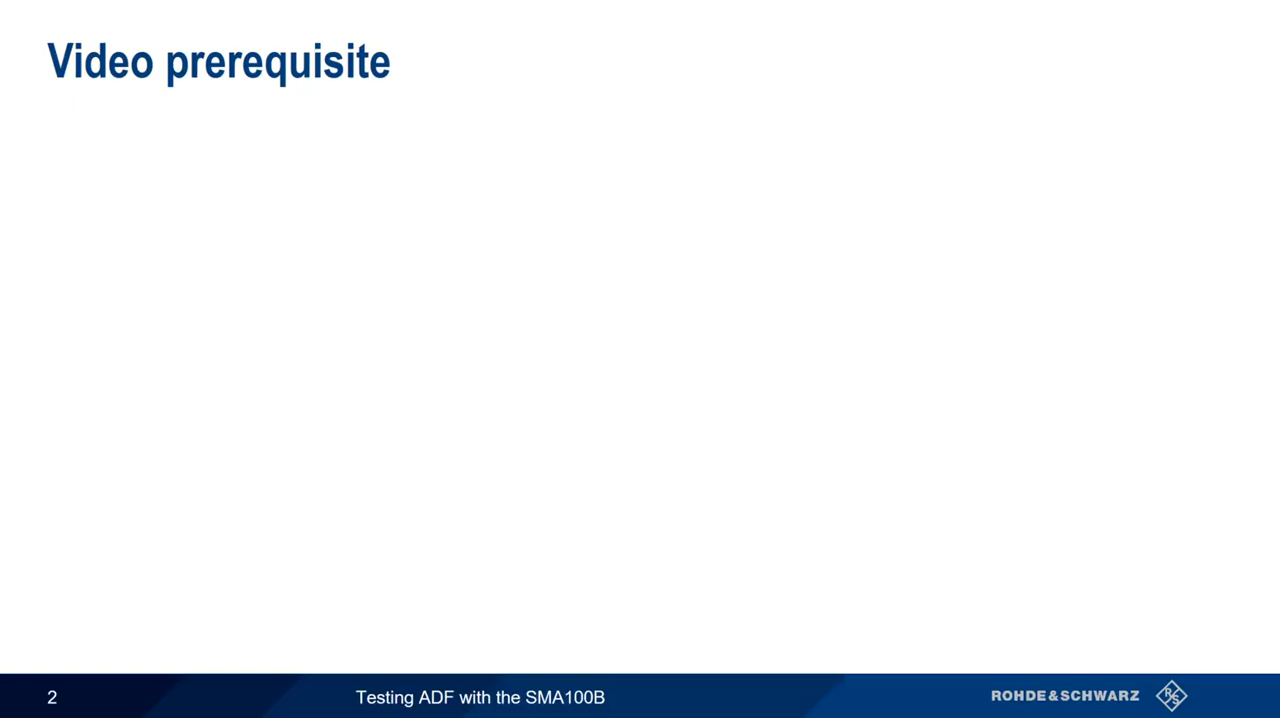 Video prerequisite
2
Testing ADF with the SMA100B
ROHDE&SCHWARZ
R/S